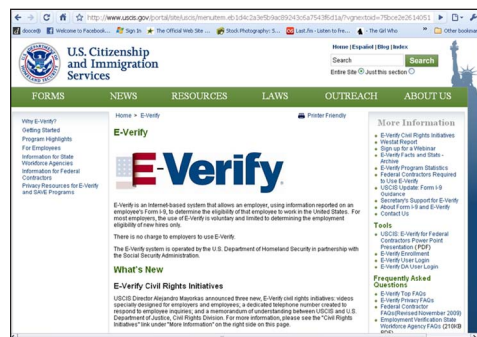 http://www.uscis.gov/portal/site/uscis/menuitem.eb1d4c2a3e5b9ac89243c6a7543f6d1a/?vgnextoid=75bce2e261405
Welcome to Facebook... Sign In The Official Web Site ... Stock Photography: S... Last.fm - Listen to fre... The Girl Who Other bookmar
U.S. Citizenship
and Immigration
Services
Home | Español | Blog | Index
Search Search
Entire Site Just this section
FORMS NEWS RESOURCES LAWS OUTREACH ABOUT US
Home > E-Verify Printer Friendly
Why E-Verify?
Getting Started
Program Highlights
For Employees
Information for State
Workforce Agencies
Information for Federal
Contractors
Privacy Resources for E-Verify
and SAVE Programs
E-Verify
E-Verify
E-Verify is an Internet-based system that allows an employer, using information reported on an
employee's Form I-9, to determine the eligibility of that employee to work in the United States. For
most employers, the use of E-Verify is voluntary and limited to determining the employment
eligibility of new hires only.
There is no charge to employers to use E-Verify.
The E-Verify system is operated by the U.S. Department of Homeland Security in partnership with
the Social Security Administration.
What's New
E-Verify Civil Rights Initiatives
USCIS Director Alejandro Mayorkas announced three new, E-Verify civil rights initiatives: videos
specially designed for employers and employees; a dedicated telephone number created to
respond to employee inquiries; and a memorandum of understanding between USCIS and U.S.
Department of Justice, Civil Rights Division. For more information, please see the "Civil Rights
Initiatives" link under "More Information" on the right side on this page.
More Information
E-Verify Civil Rights Initiatives
Westat Report
Sign up for a Webinar
E-Verify Facts and Stats -
Archive
E-Verify Program Statistics
Federal Contractors Required
to Use E-Verify
USCIS Update: Form I-9
Guidance
Secretary's Support for E-Verify
About Form I-9 and E-Verify
Contact Us
Tools
USCIS: E-Verify for Federal
Contractors Power Point
Presentation (PDF)
E-Verify Enrollment
E-Verify User Login
E-Verify DA User Login
Frequently Asked
Questions
E-Verify Top FAQs
E-Verify Privacy FAQs
Federal Contractor
FAQs(Revised November 2009)
Employment Verification State
Workforce Agency FAQs (218KB
PDF)